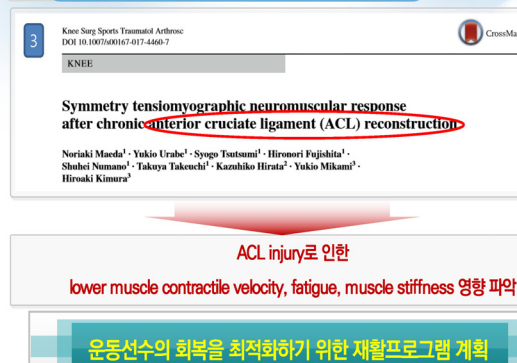 3
Knee Surg Sports Traumatol Arthrosc
DOI 10.1007/s00167-017-4460-7
CrossMa
KNEE
Symmetry tensiomyographic neuromuscular response
after chronic anterior cruciate ligament (ACL) reconstruction
Noriaki Maeda¹ · Yukio Urabe¹ · Syogo Tsutsumi¹ · Hironori Fujishita¹ ·
Shuhei Numano¹ · Takuya Takeuchi¹ · Kazuhiko Hirata² · Yukio Mikami³ ·
Hiroaki Kimura³
ACL injury로 인한
lower muscle contractile velocity, fatigue, muscle stiffness 영향 파악
운동선수의 회복을 최적화하기 위한 재활프로그램 계획